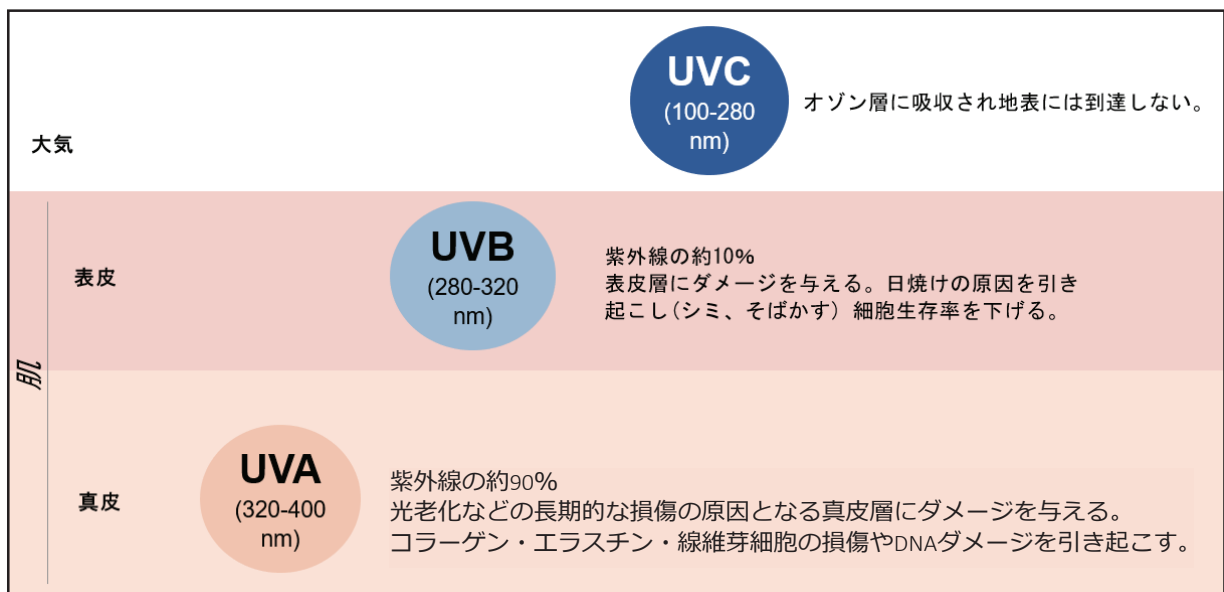 UVC
(100-280
nm)
オゾン層に吸収され地表には到達しない。
大気
肌
表皮
UVB
(280-320
nm)
紫外線の約10%
表皮層にダメージを与える。日焼けの原因を引き
起こし(シミ、そばかす) 細胞生存率を下げる。
真皮
UVA
(320-400
nm)
紫外線の約90%
光老化などの長期的な損傷の原因となる真皮層にダメージを与える。
コラーゲン・エラスチン・線維芽細胞の損傷やDNAダメージを引き起こす。